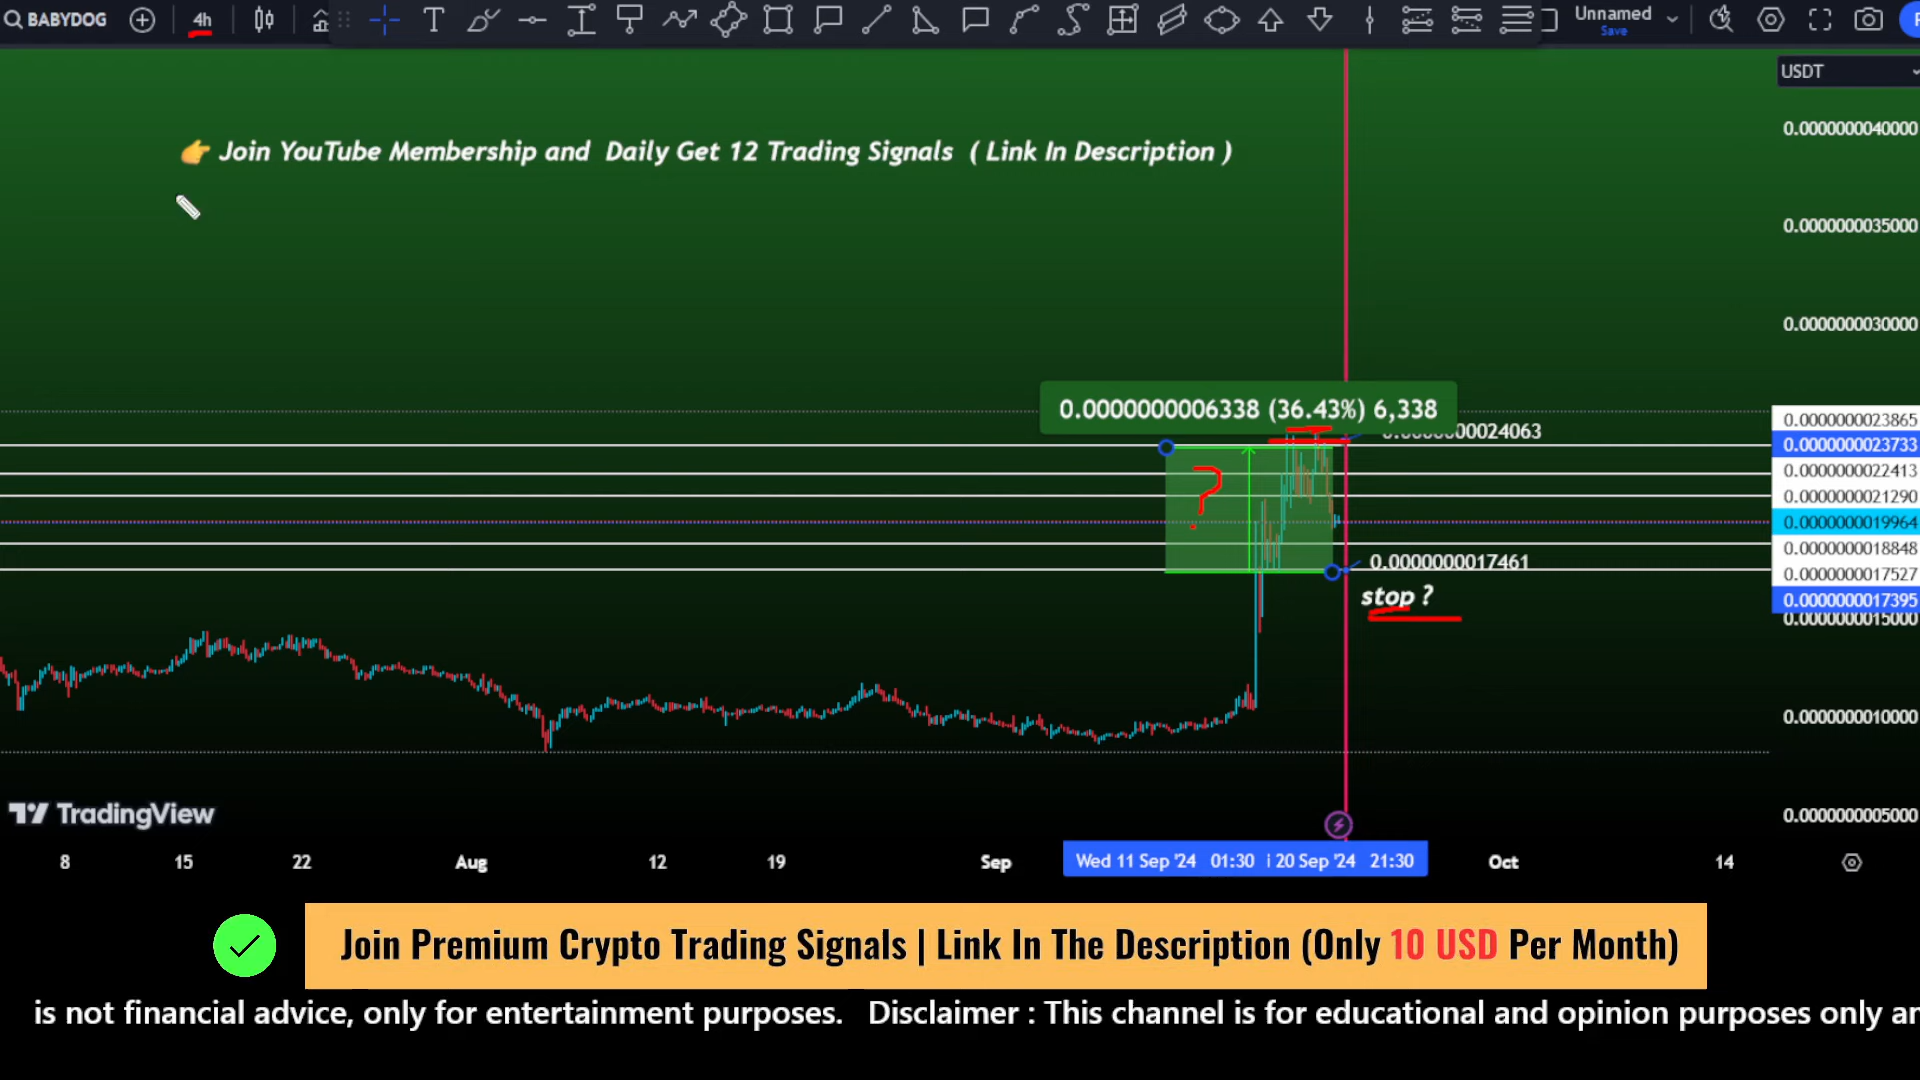 BABYDOG
4h
Unnamed
Save
USDT
0.0000000040000
👉 Join YouTube Membership and Daily Get 12 Trading Signals ( Link In Description )
0.0000000035000
0.0000000030000
0.0000000006338 (36.43%) 6,338
0.0000000023865
00000024063
0.0000000023733
0.0000000022413
?
0.0000000021290
0.0000000019964
0.0000000018848
0.0000000017461
0.0000000017527
stop ?
0.0000000017395
0.0000000015000
0.0000000010000
TradingView
0.0000000005000
8 15 22 Aug 12 19 Sep Wed 11 Sep '24 01:30 20 Sep '24 21:30 Oct 14
Join Premium Crypto Trading Signals | Link In The Description (Only 10 USD Per Month)
is not financial advice, only for entertainment purposes. Disclaimer : This channel is for educational and opinion purposes only